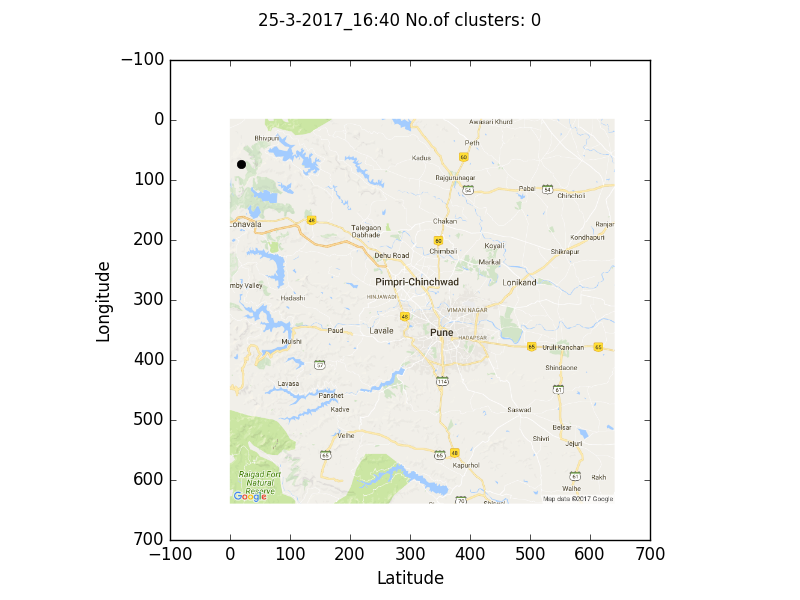 25-3-2017_16:40 No.of clusters: 0
−100
0
100
200
300
400
500
600
700
Longitude
−100 0 100 200 300 400 500 600 700
Latitude
Awasari Khurd
Bhivpuri
Peth
Kadus
60
Rajgurunagar
54
Pabal
54
Chincholi
Lonavala
48
Talegaon
Dabhade
Chakan
Ranjan
60
Kondhapuri
Chimbali
Koyali
Dehu Road
Shikrapur
Markal
Pimpri-Chinchwad
Lonikand
mby Valley
Hadashi
HINJAWADI
VIMAN NAGAR
48
Paud
Lavale
Pune
HADAPSAR
Mulshi
65
Uruli Kanchan
65
57
Shindaone
Lavasa
114
61
Panshet
Kadve
Saswad
Belsar
Velhe
Shivri
Jejuri
65
65
48
Kapurhol
Raigad Fort
Natural
Reserve
61
Rakh
Walhe
Google
70
Map data ©2017 Google